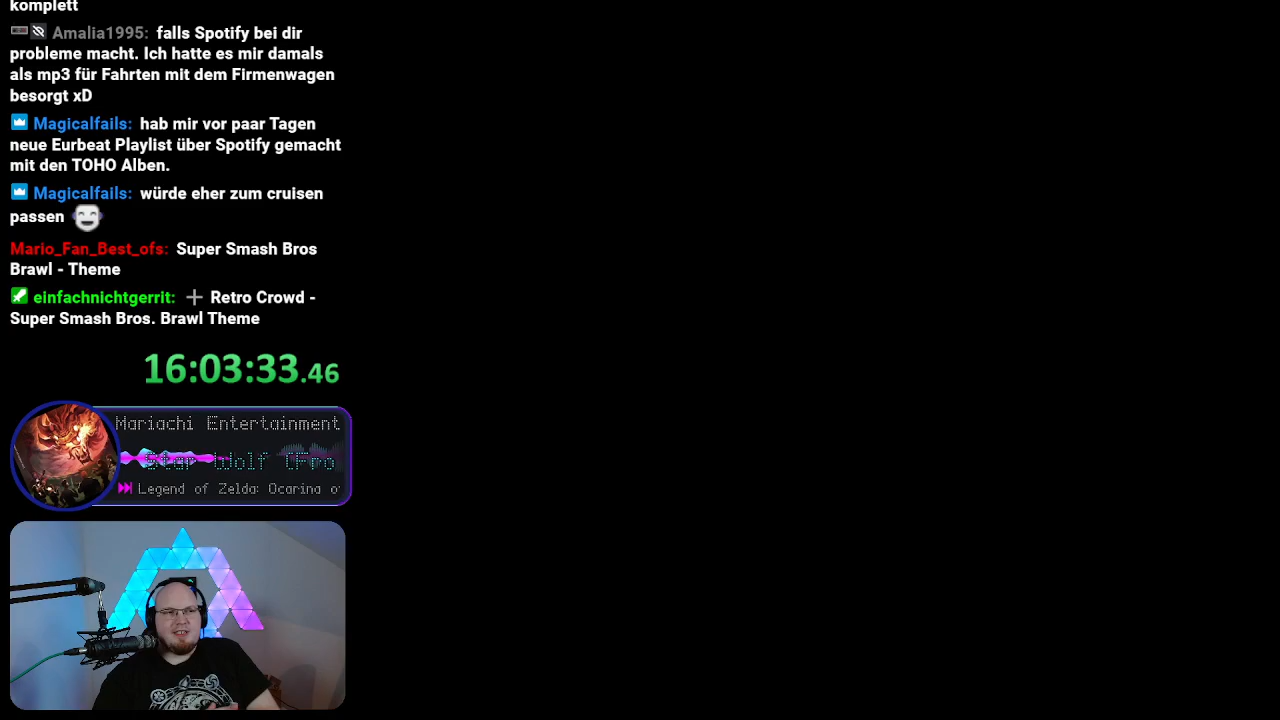 komplett
Amalia1995: falls Spotify bei dir
probleme macht. Ich hatte es mir damals
als mp3 für Fahrten mit dem Firmenwagen
besorgt xD
Magicalfails: hab mir vor paar Tagen
neue Eurbeat Playlist über Spotify gemacht
mit den TOHO Alben.
Magicalfails: würde eher zum cruisen
passen
Mario_Fan_Best_ofs: Super Smash Bros
Brawl - Theme
einfachnichtgerrit: + Retro Crowd -
Super Smash Bros. Brawl Theme
16:03:33.46
Mariachi Entertainment
Star Wolf (Fro
Legend of Zelda: Ocarina o